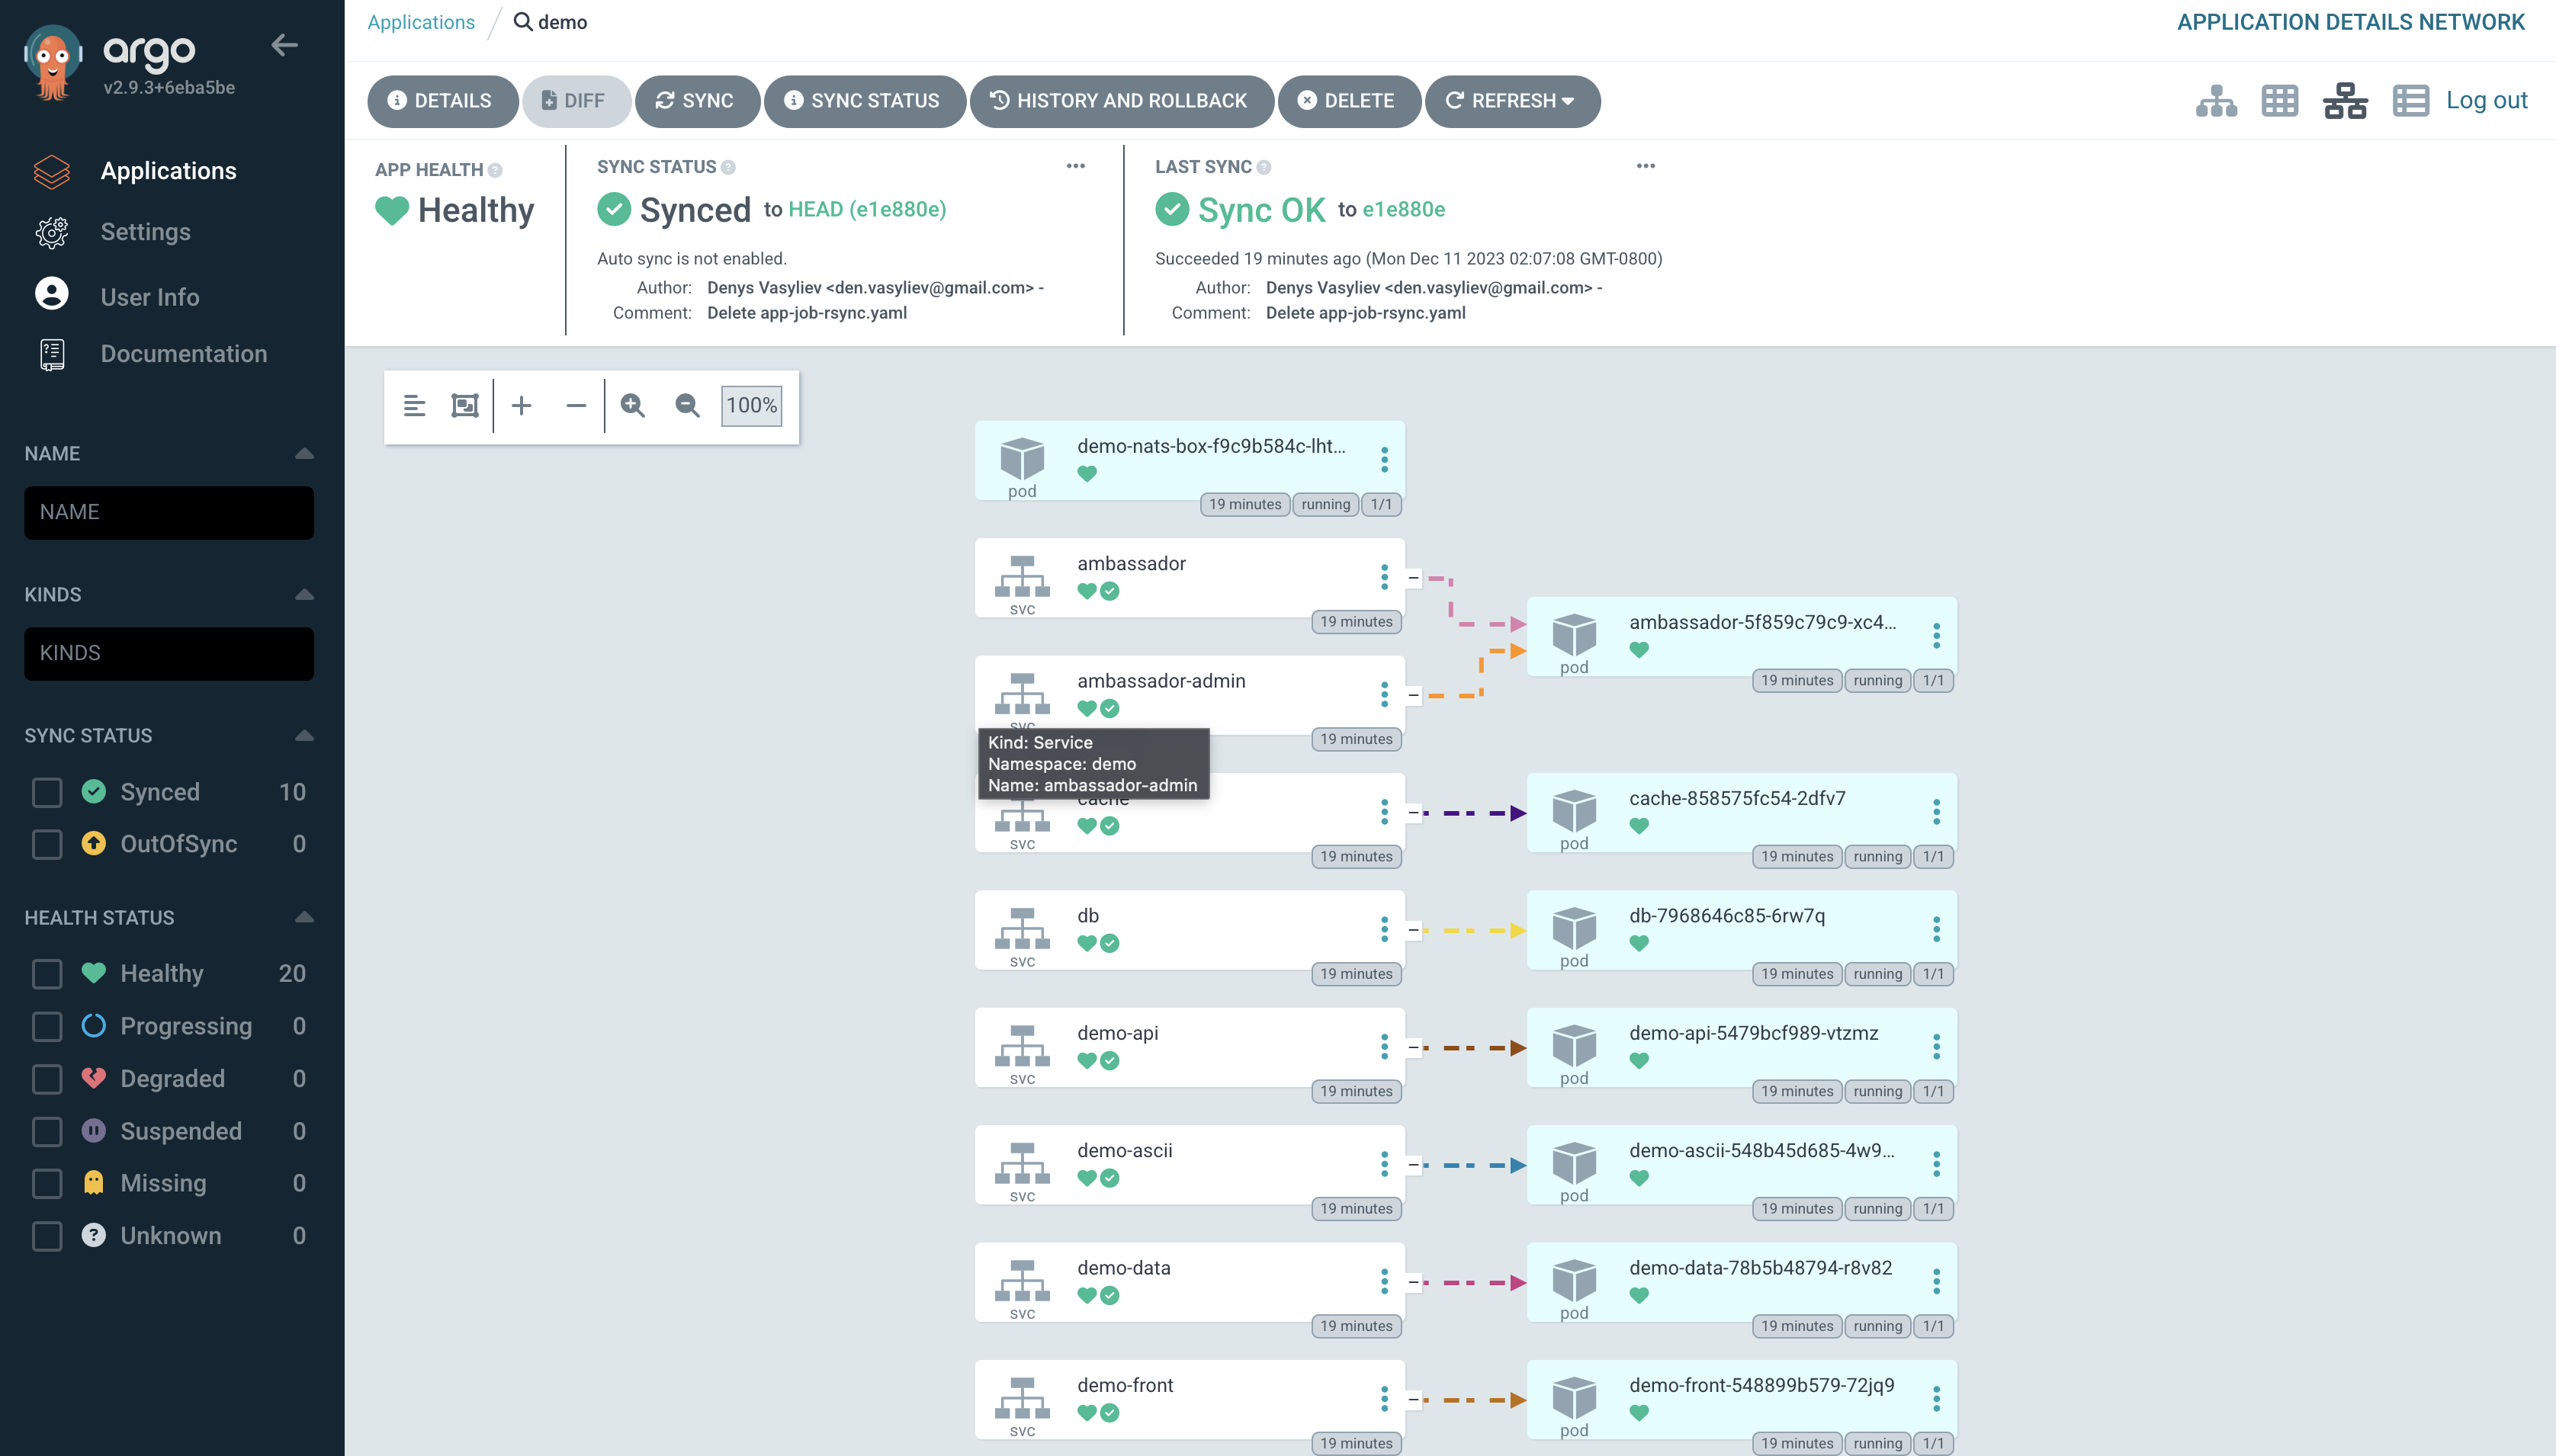 argo
v2.9.3+6eba5be
Applications
Settings
User Info
Documentation
NAME
NAME
KINDS
KINDS
SYNC STATUS
Synced 10
OutOfSync 0
HEALTH STATUS
Healthy 20
Progressing 0
Degraded 0
Suspended 0
Missing 0
Unknown 0
Applications / demo
APPLICATION DETAILS NETWORK
DETAILS DIFF SYNC SYNC STATUS HISTORY AND ROLLBACK DELETE REFRESH
Log out
APP HEALTH
Healthy
SYNC STATUS
Synced to HEAD (e1e880e)
Auto sync is not enabled.
Author: Denys Vasyliev <den.vasyliev@gmail.com> -
Comment: Delete app-job-rsync.yaml
LAST SYNC
Sync OK to e1e880e
Succeeded 19 minutes ago (Mon Dec 11 2023 02:07:08 GMT-0800)
Author: Denys Vasyliev <den.vasyliev@gmail.com> -
Comment: Delete app-job-rsync.yaml
100%
demo-nats-box-f9c9b584c-lht...
pod
19 minutes running 1/1
ambassador
svc
19 minutes
ambassador-5f859c79c9-xc4...
pod
19 minutes running 1/1
ambassador-admin
svc
19 minutes
Kind: Service
Namespace: demo
Name: ambassador-admin
cache
svc
19 minutes
cache-858575fc54-2dfv7
pod
19 minutes running 1/1
db
svc
19 minutes
db-7968646c85-6rw7q
pod
19 minutes running 1/1
demo-api
svc
19 minutes
demo-api-5479bcf989-vtzmz
pod
19 minutes running 1/1
demo-ascii
svc
19 minutes
demo-ascii-548b45d685-4w9...
pod
19 minutes running 1/1
demo-data
svc
19 minutes
demo-data-78b5b48794-r8v82
pod
19 minutes running 1/1
demo-front
svc
19 minutes
demo-front-548899b579-72jq9
pod
19 minutes running 1/1